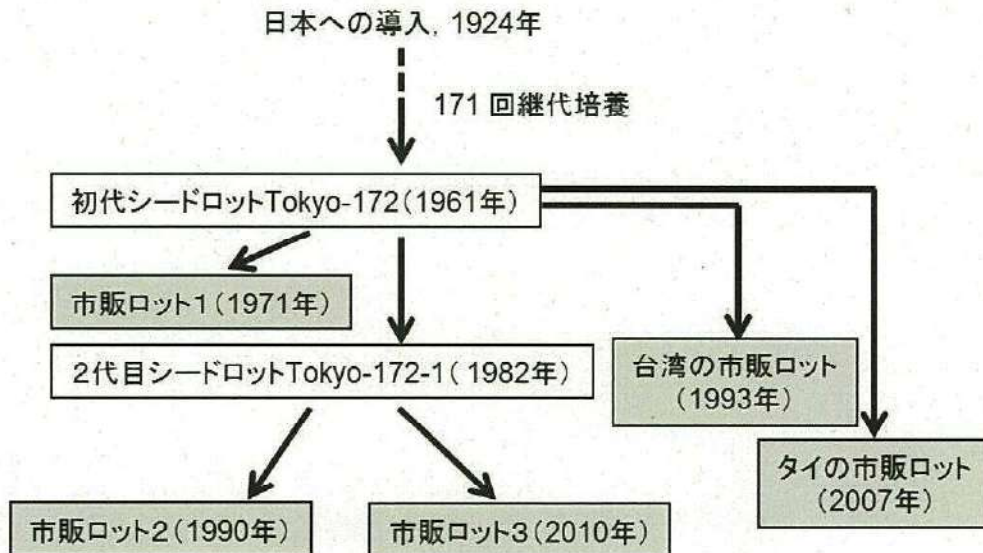 日本への導入, 1924年
171 回継代培養
初代シードロットTokyo-172(1961年)
市販ロット1(1971年)
2代目シードロットTokyo-172-1( 1982年)
台湾の市販ロット
(1993年)
タイの市販ロット
(2007年)
市販ロット2(1990年)
市販ロット3(2010年)